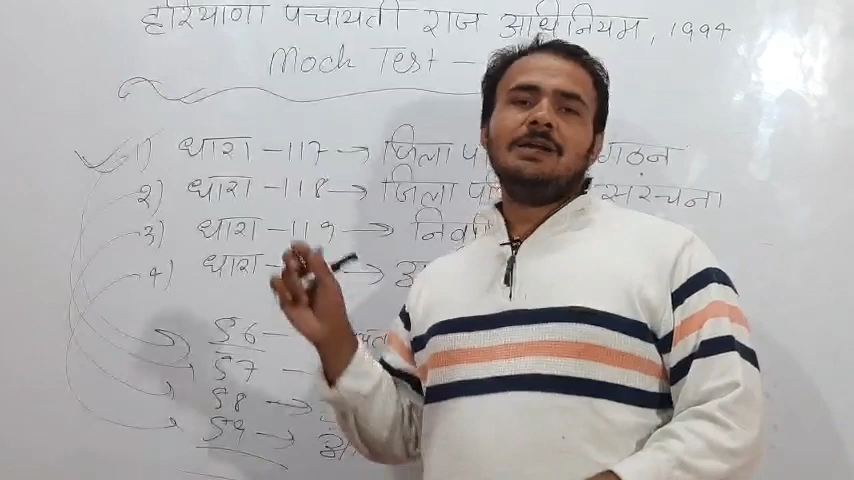 हरियाणा पंचायती राज अधिनियम, 1994
Mock Test -
1) धारा - 117 → जिला प गठन
2) धारा - 118 → जिला प संरचना
3) धारा - 119 →
4) धारा - →
56 -
57 -
58 →
59 →